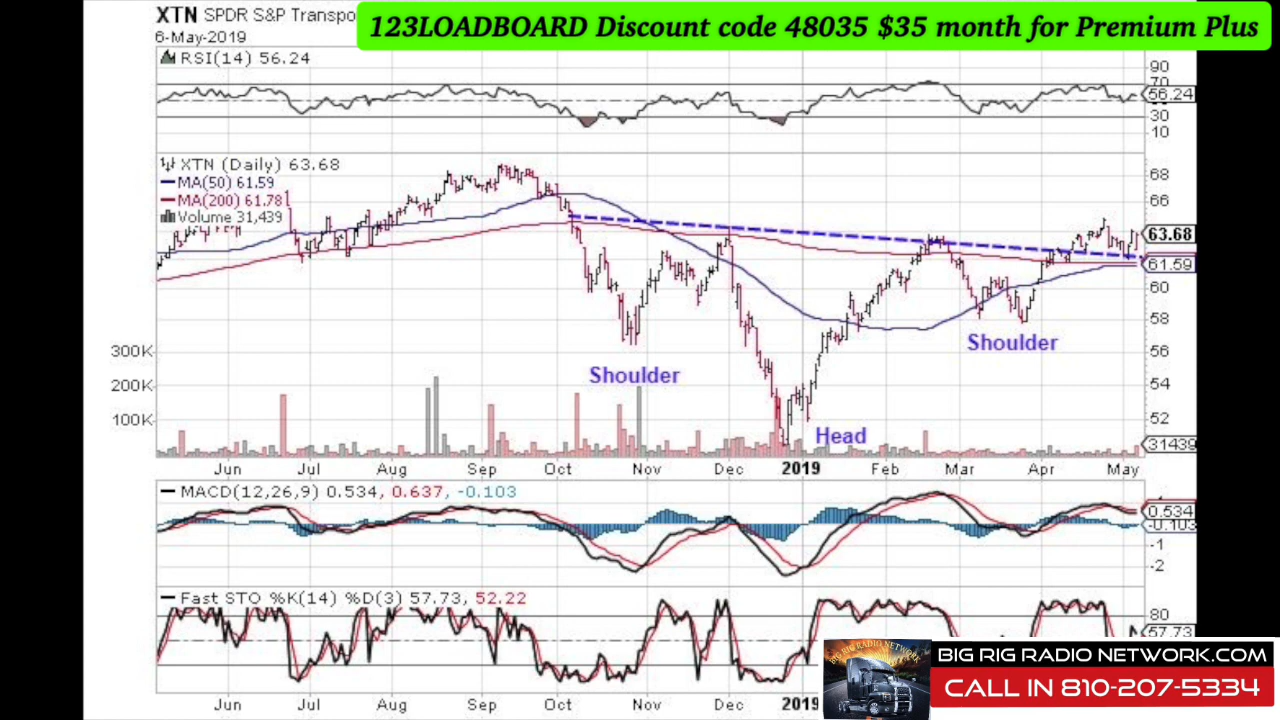 XTN SPDR S&P Transpo
123LOADBOARD Discount code 48035 $35 month for Premium Plus
6-May-2019
RSI(14) 56.24
90
70
56.24
30
10
XTN (Daily) 63.68
MA(50) 61.59
MA(200) 61.78
Volume 31,439
68
66
63.68
61.59
60
58
56
54
52
31439
300K
200K
100K
Shoulder
Head
Shoulder
Jun Jul Aug Sep Oct Nov Dec 2019 Feb Mar Apr May
MACD(12,26,9) 0.534, 0.637, -0.103
0.534
-0.103
-1
-2
Fast STO %K(14) %D(3) 57.73, 52.22
80
57.73
BIG RIG RADIO NETWORK
BIG RIG RADIO NETWORK.COM
CALL IN 810-207-5334
Jun Jul Aug Sep Oct Nov Dec 2019